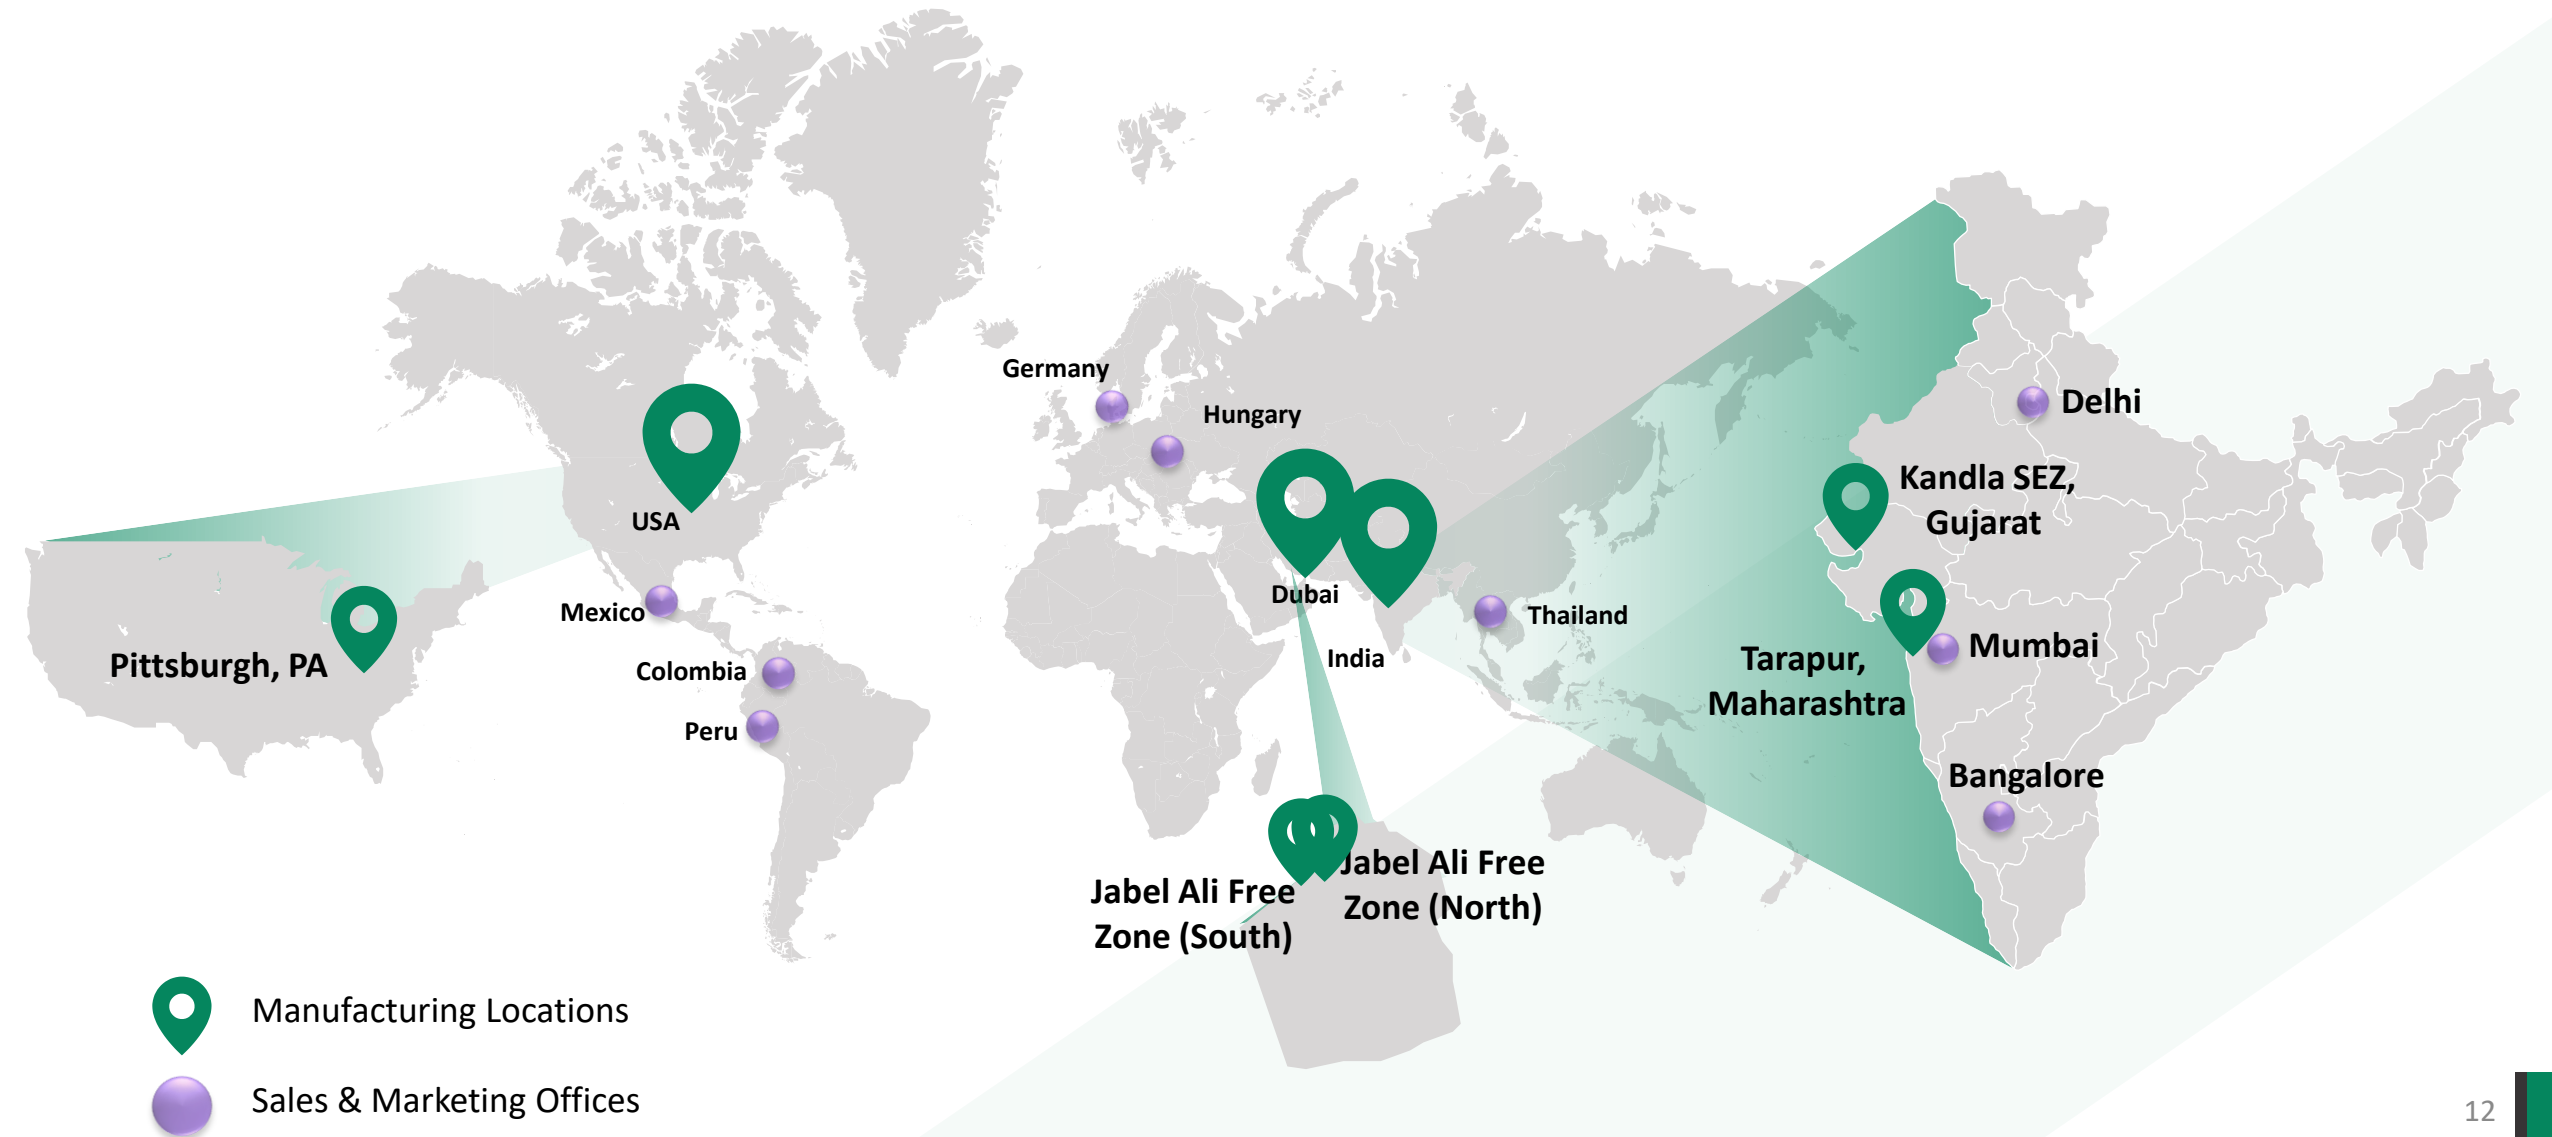 Germany
Hungary
USA
Mexico
Colombia
Peru
Dubai
India
Thailand
Pittsburgh, PA
Jabel Ali Free
Zone (South)
Jabel Ali Free
Zone (North)
Delhi
Kandla SEZ,
Gujarat
Tarapur,
Maharashtra
Mumbai
Bangalore
Manufacturing Locations
Sales & Marketing Offices
12